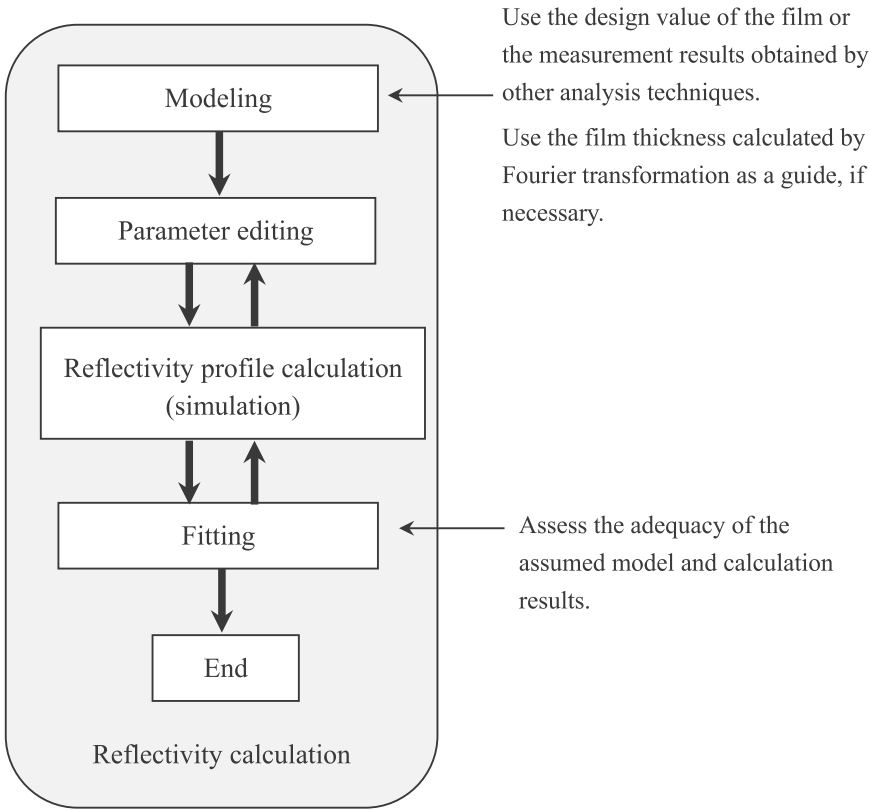 Use the design value of the film or
the measurement results obtained by
other analysis techniques.
Use the film thickness calculated by
Fourier transformation as a guide, if
necessary.
Modeling
Parameter editing
Reflectivity profile calculation
(simulation)
Fitting
Assess the adequacy of the
assumed model and calculation
results.
End
Reflectivity calculation